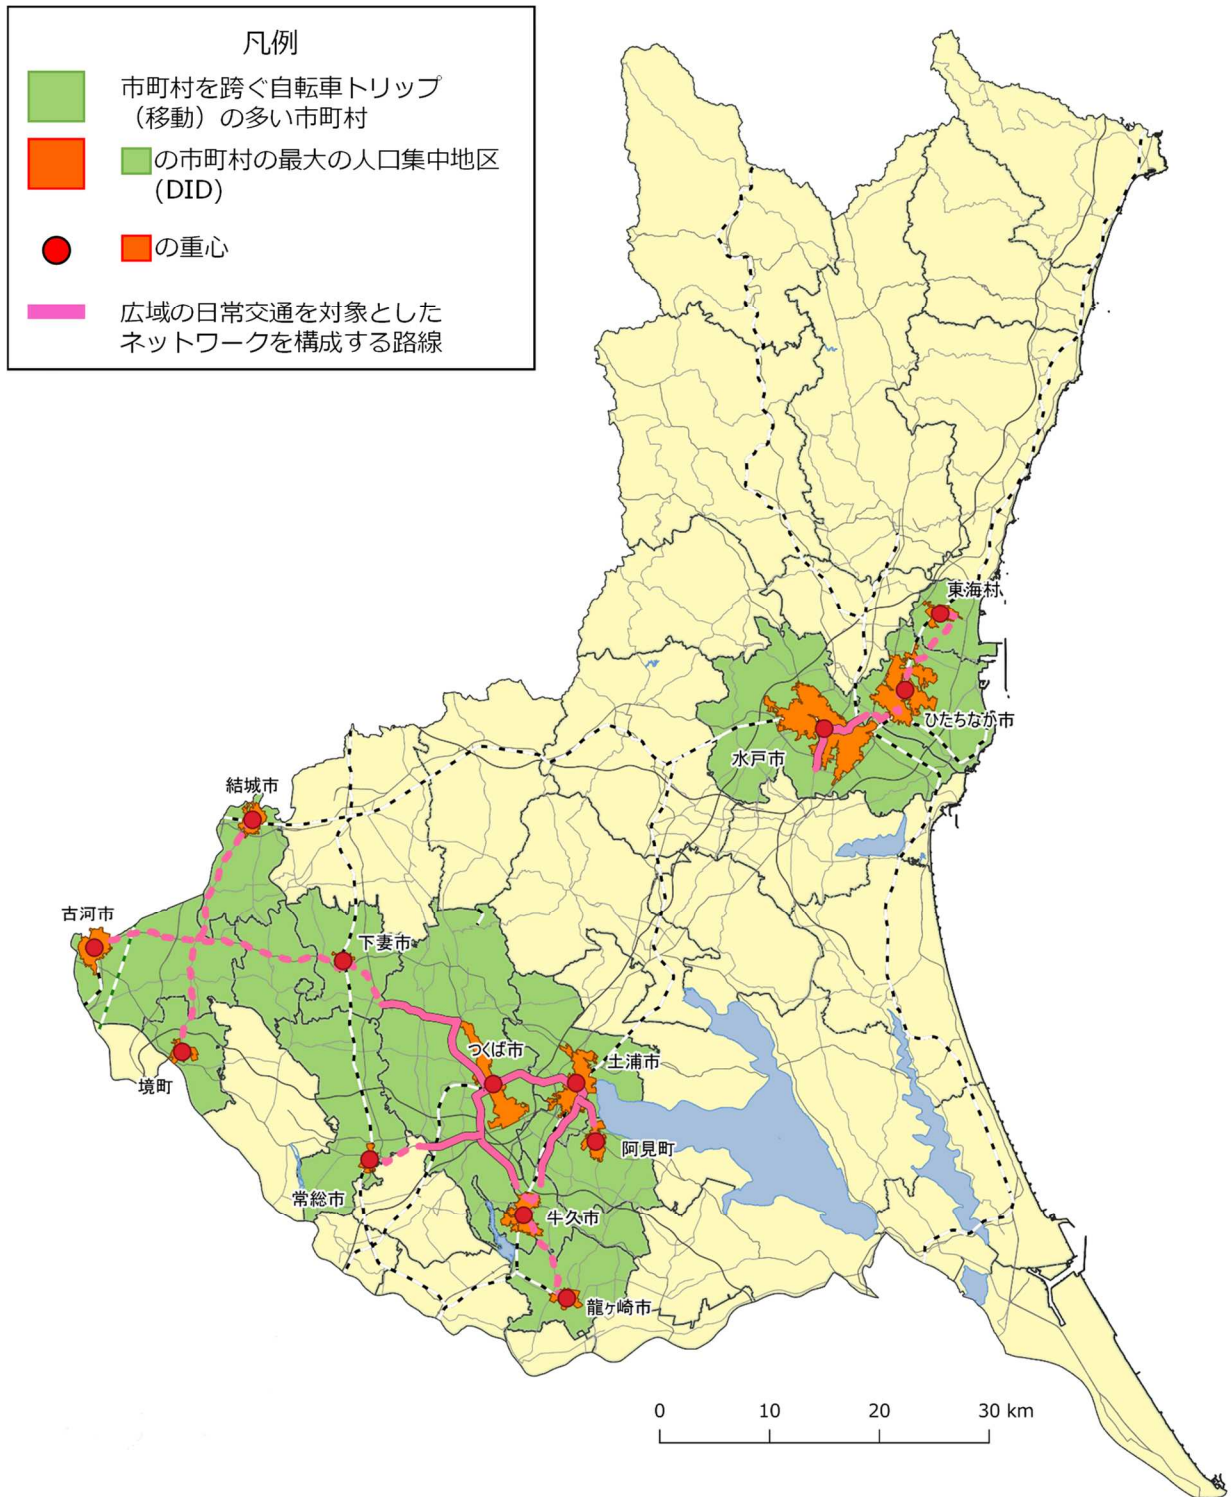 凡例
市町村を跨ぐ自転車トリップ
（移動）の多い市町村
の市町村の最大の人口集中地区
(DID)
の重心
広域の日常交通を対象とした
ネットワークを構成する路線
東海村
ひたちなか市
水戸市
結城市
古河市
下妻市
つくば市
土浦市
境町
阿見町
常総市
牛久市
龍ヶ崎市
0 10 20 30 km